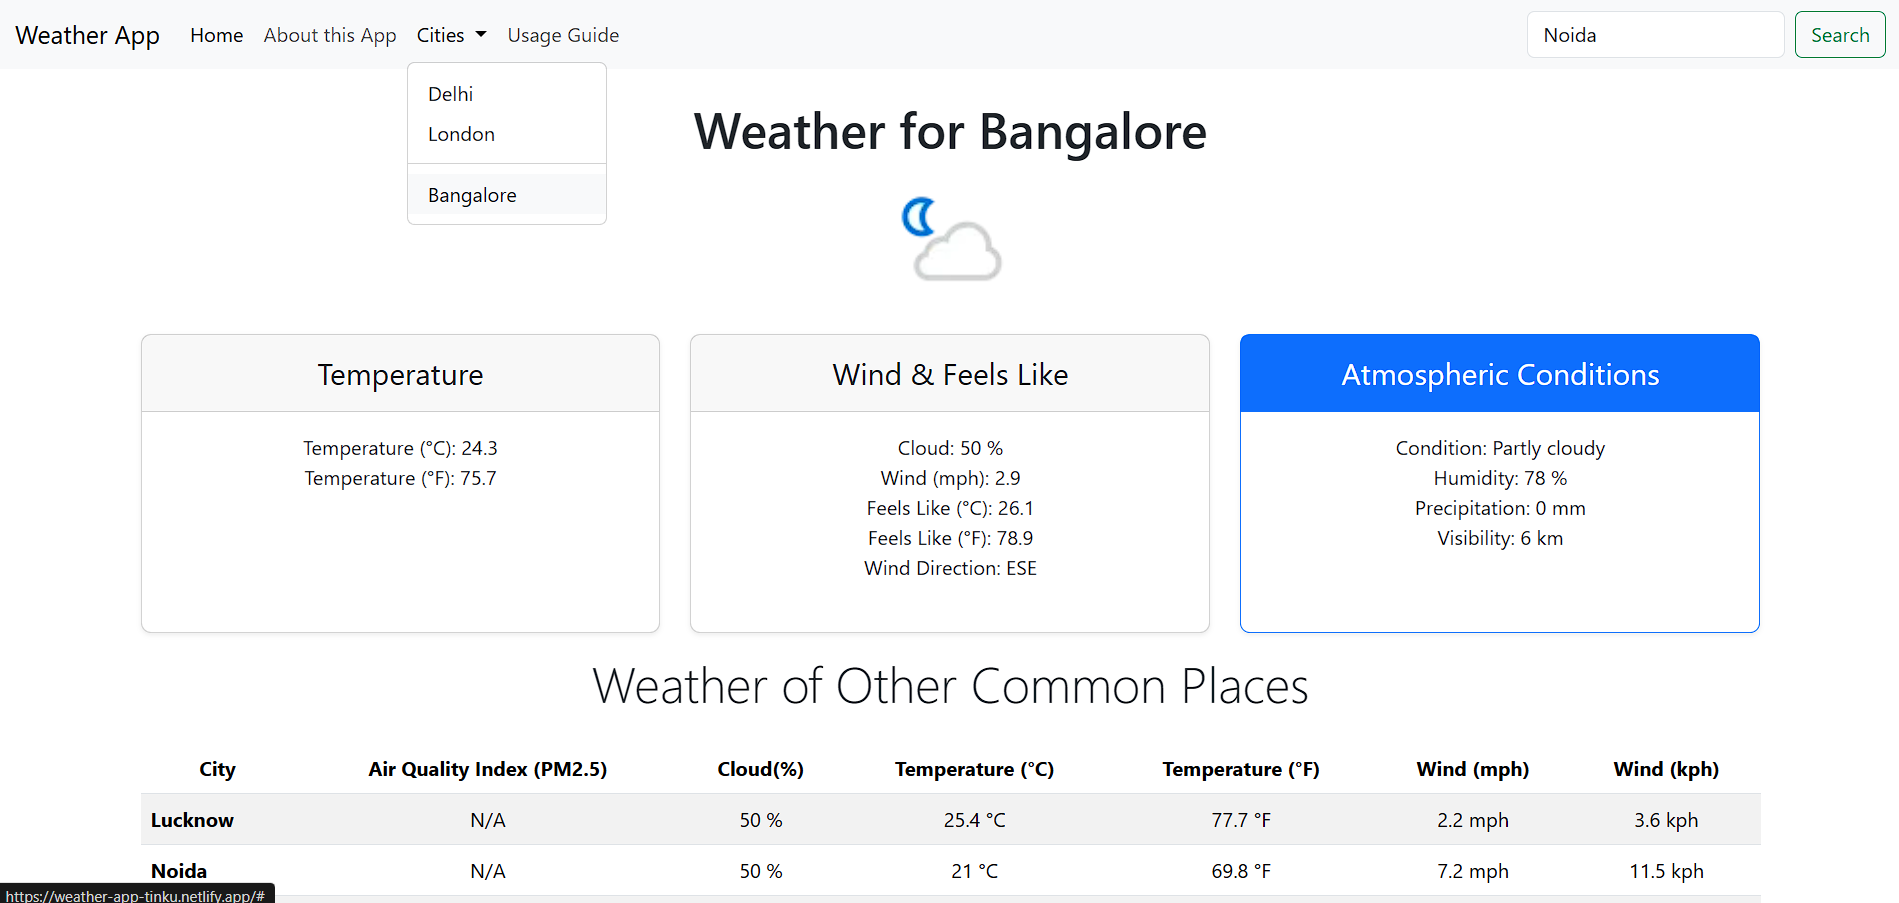 Weather App Home About this App Cities Usage Guide Noida Search
Delhi
London
Bangalore
Weather for Bangalore
Temperature
Temperature (°C): 24.3
Temperature (°F): 75.7
Wind & Feels Like
Cloud: 50 %
Wind (mph): 2.9
Feels Like (°C): 26.1
Feels Like (°F): 78.9
Wind Direction: ESE
Atmospheric Conditions
Condition: Partly cloudy
Humidity: 78 %
Precipitation: 0 mm
Visibility: 6 km
Weather of Other Common Places
City Air Quality Index (PM2.5) Cloud(%) Temperature (°C) Temperature (°F) Wind (mph) Wind (kph)
Lucknow N/A 50 % 25.4 °C 77.7 °F 2.2 mph 3.6 kph
Noida N/A 50 % 21 °C 69.8 °F 7.2 mph 11.5 kph
https://weather-app-tinku.netlify.app/#